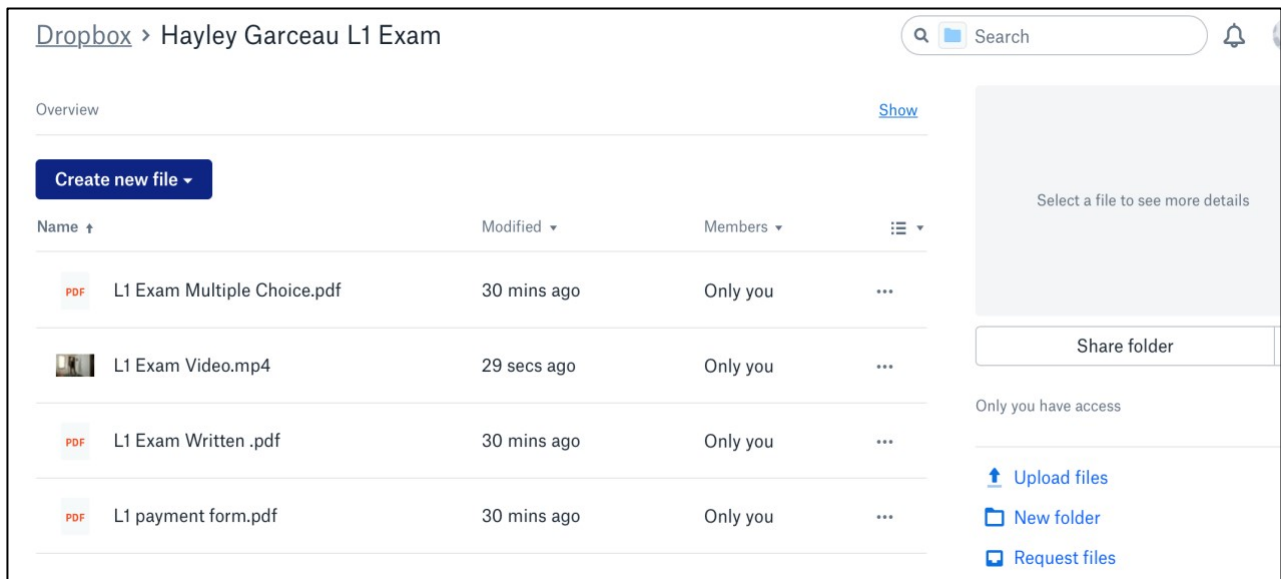 Dropbox > Hayley Garceau L1 Exam
Search
Overview
Show
Create new file
Name
Modified
Members
PDF L1 Exam Multiple Choice.pdf 30 mins ago Only you
L1 Exam Video.mp4 29 secs ago Only you
PDF L1 Exam Written .pdf 30 mins ago Only you
PDF L1 payment form.pdf 30 mins ago Only you
Select a file to see more details
Share folder
Only you have access
Upload files
New folder
Request files